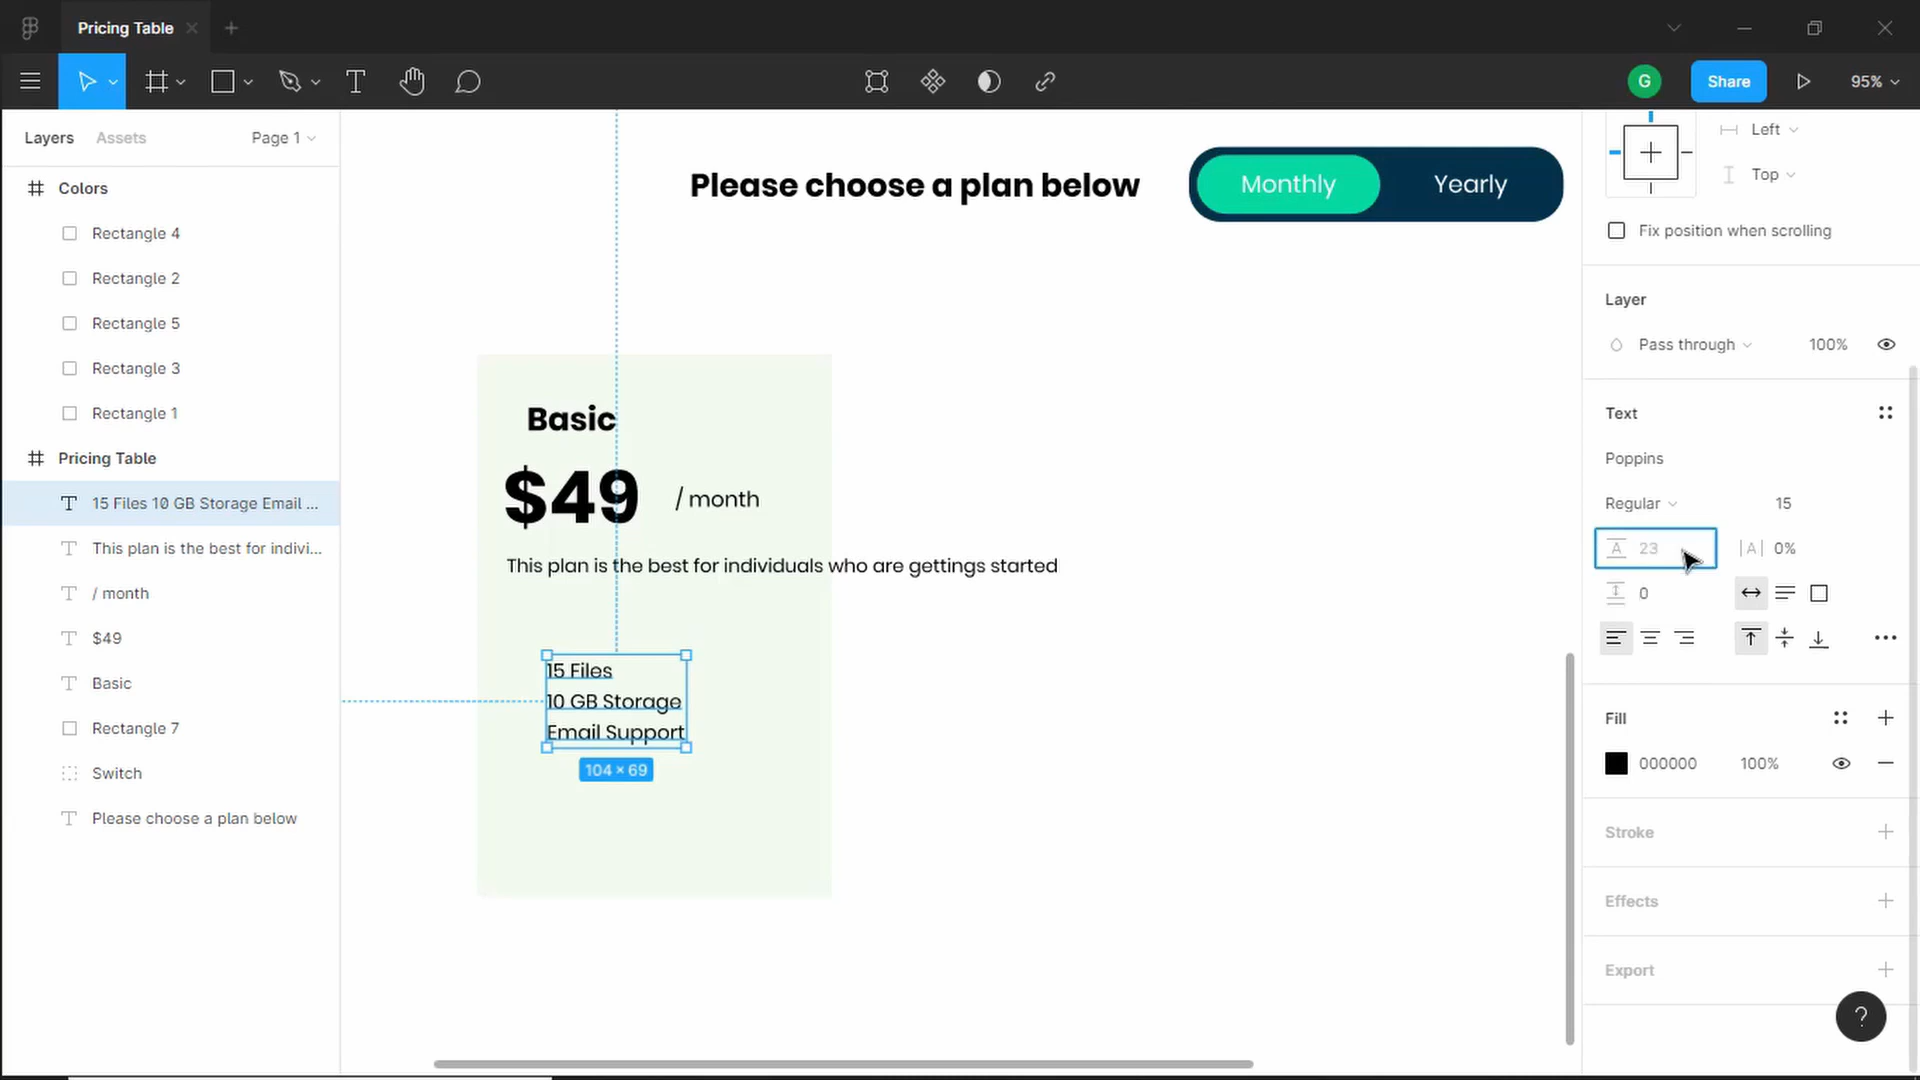 Pricing Table
G
Share
95%
Layers
Assets
Page 1
Colors
Rectangle 4
Rectangle 2
Rectangle 5
Rectangle 3
Rectangle 1
Pricing Table
15 Files 10 GB Storage Email ...
This plan is the best for indivi...
/ month
$49
Basic
Rectangle 7
Switch
Please choose a plan below
Please choose a plan below
Monthly
Yearly
Basic
$49
/ month
This plan is the best for individuals who are gettings started
15 Files
10 GB Storage
Email Support
104 × 69
Left
Top
Fix position when scrolling
Layer
Pass through
100%
Text
Poppins
Regular
15
23
0%
0
Fill
000000
100%
Stroke
Effects
Export
?